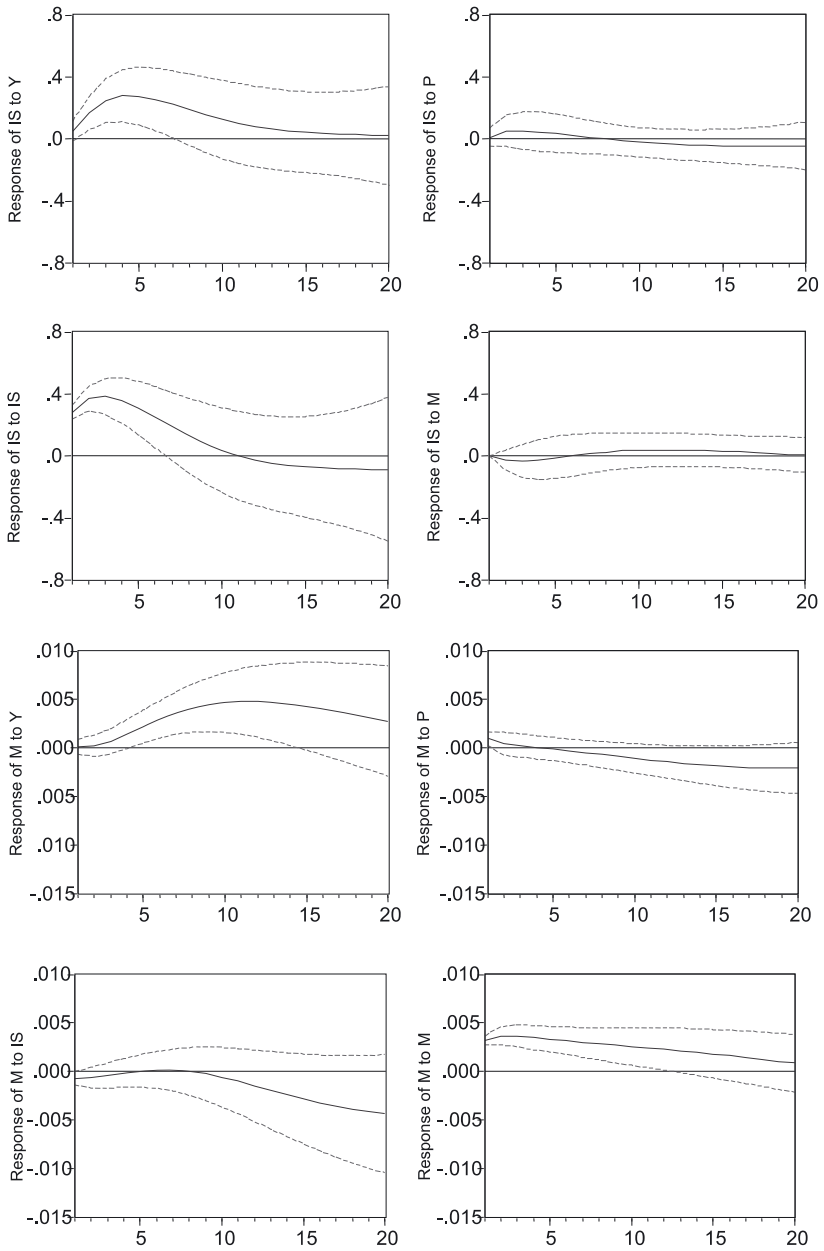 Response of IS to Y
.8
.4
.0
-.4
-.8
5 10 15 20
Response of IS to P
.8
.4
.0
-.4
-.8
5 10 15 20
Response of IS to IS
.8
.4
.0
-.4
-.8
5 10 15 20
Response of IS to M
.8
.4
.0
-.4
-.8
5 10 15 20
Response of M to Y
.010
.005
.000
-.005
-.010
-.015
5 10 15 20
Response of M to P
.010
.005
.000
-.005
-.010
-.015
5 10 15 20
Response of M to IS
.010
.005
.000
-.005
-.010
-.015
5 10 15 20
Response of M to M
.010
.005
.000
-.005
-.010
-.015
5 10 15 20